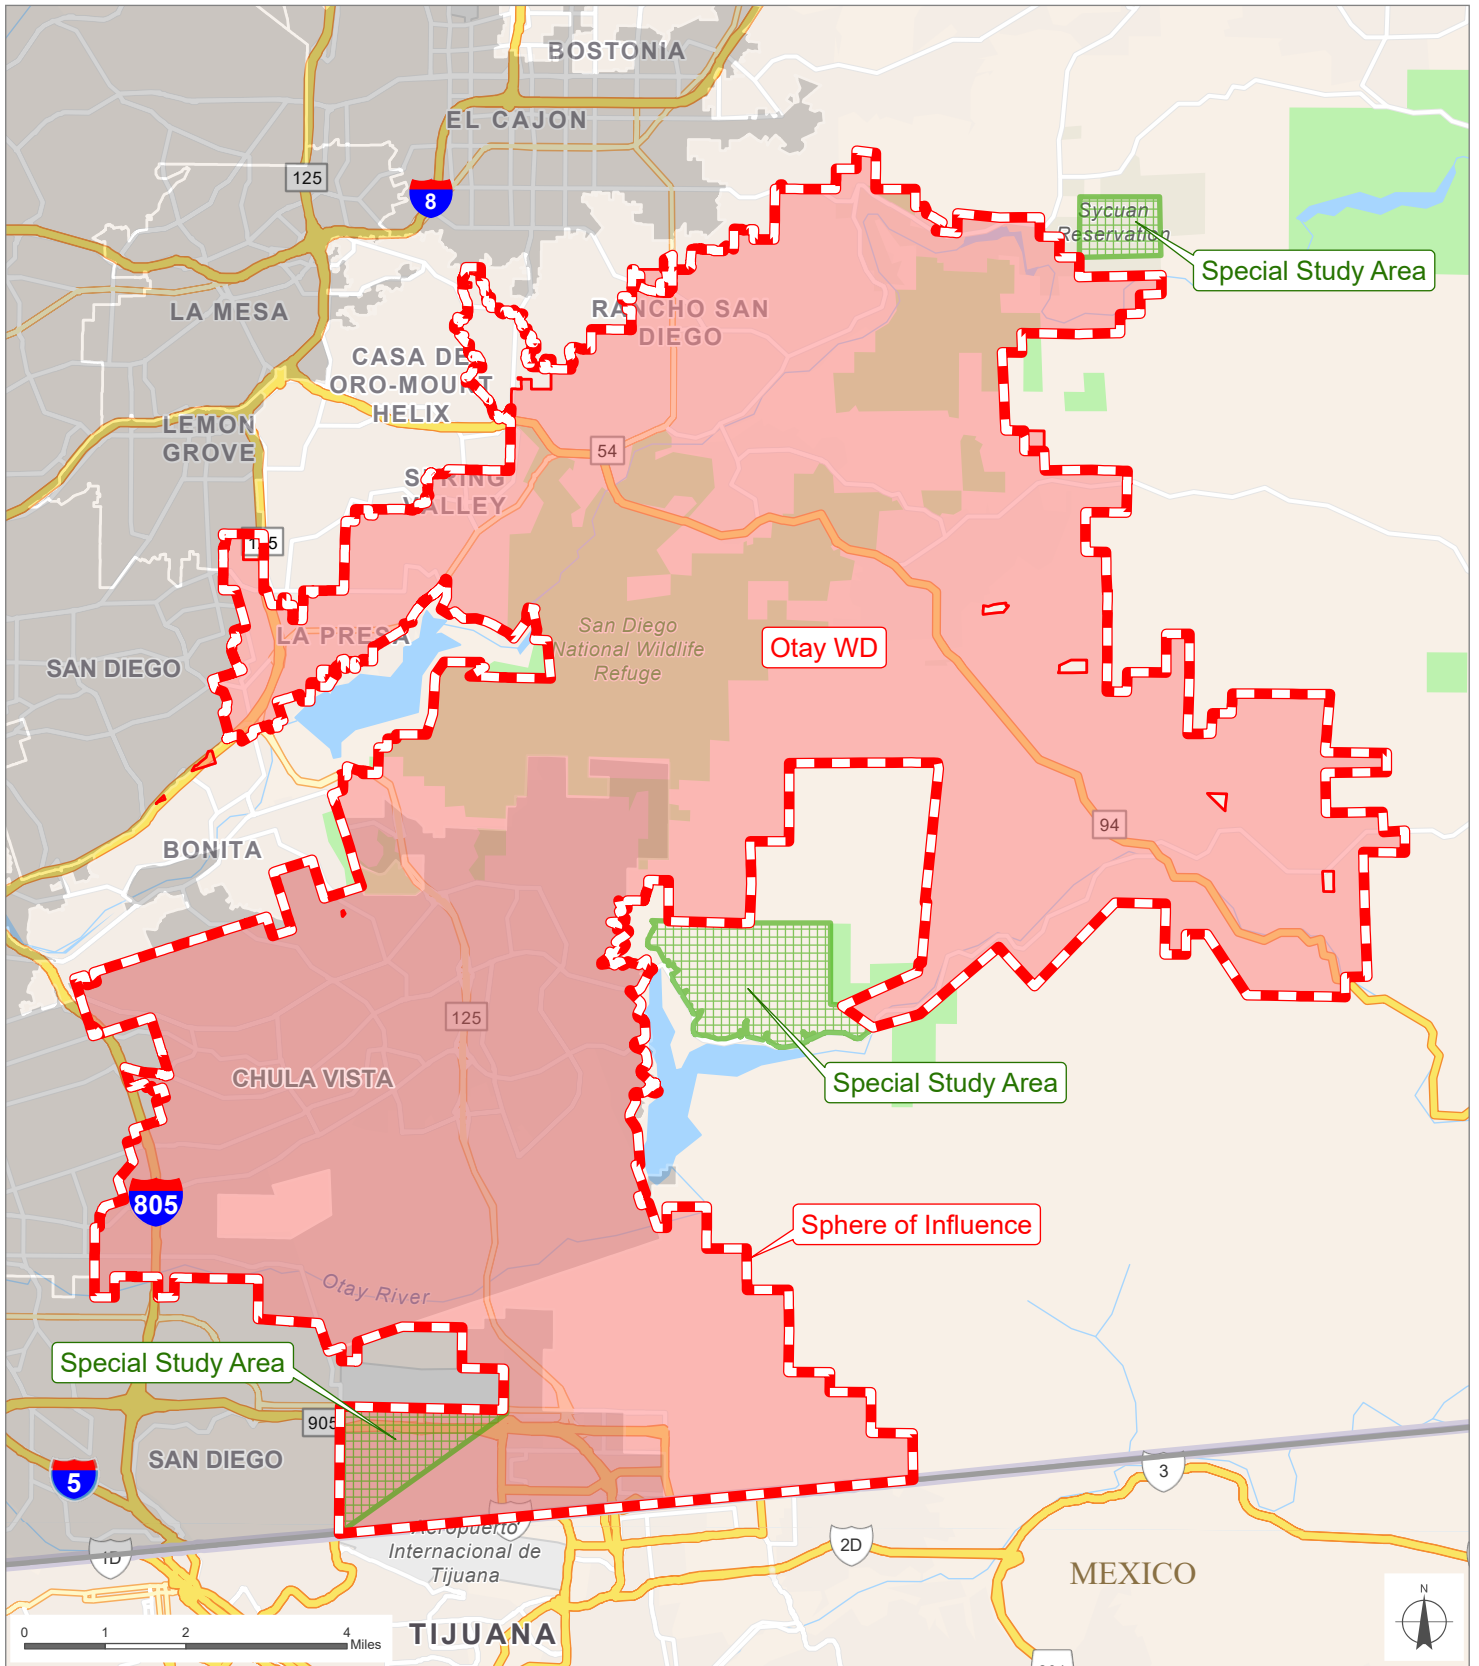 BOSTONIA
EL CAJON
125
8
Sycuan
Reservation
Special Study Area
LA MESA
RANCHO SAN
DIEGO
CASA DE
ORO-MOUNT
HELIX
LEMON
GROVE
54
SPRING
VALLEY
125
LA PRESA
San Diego
National Wildlife
Refuge
Otay WD
SAN DIEGO
94
BONITA
125
CHULA VISTA
Special Study Area
805
Sphere of Influence
Otay River
Special Study Area
905
SAN DIEGO
5
3
1D
2D
Aeropuerto
Internacional de
Tijuana
MEXICO
N
0 1 2 4
Miles
TIJUANA